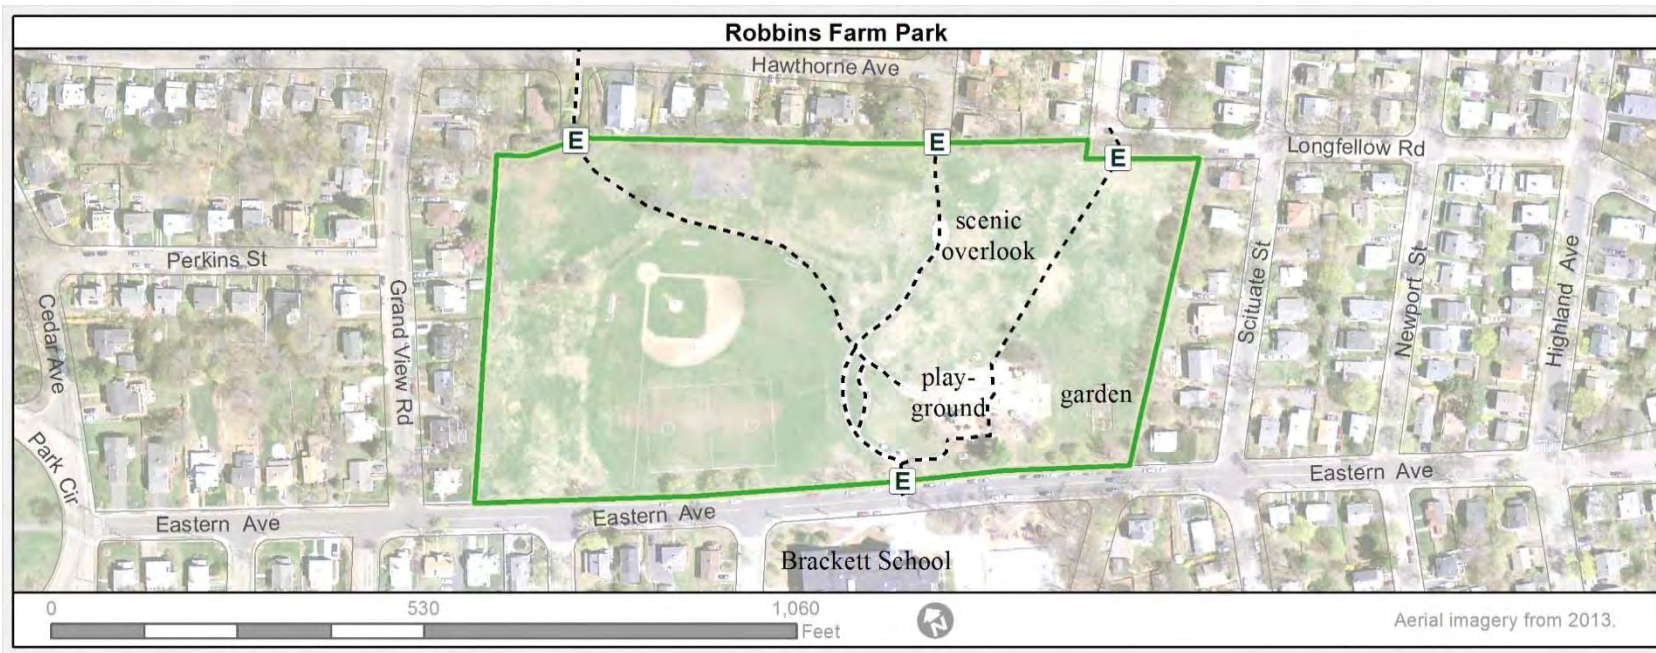 Robbins Farm Park
Hawthorne Ave
E
E
E
Longfellow Rd
scenic
overlook
Perkins St
Cedar Ave
Grand View Rd
Scituate St
Newport St
Highland Ave
play-
ground
garden
Park Cir
E
Eastern Ave
Eastern Ave
Eastern Ave
Brackett School
0
530
1,060
Feet
N
Aerial imagery from 2013.